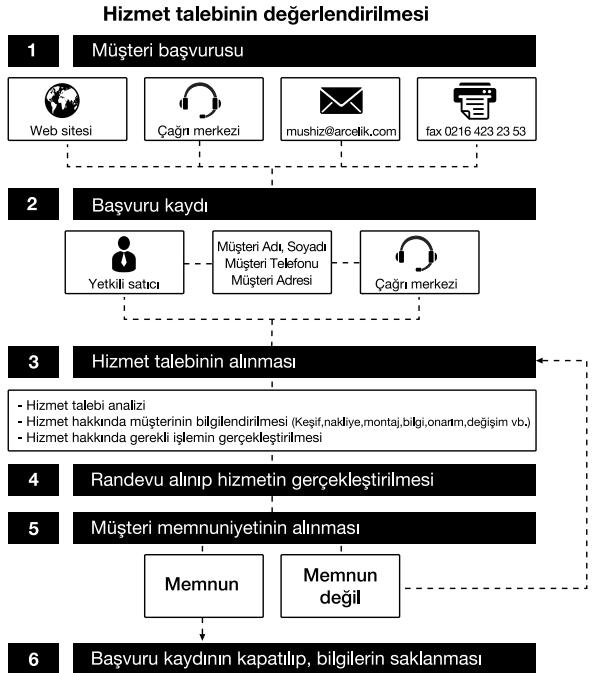 Hizmet talebinin değerlendirilmesi
1 Müşteri başvurusu
Web sitesi
Çağrı merkezi
mushiz@arcelik.com
fax 0216 423 23 53
2 Başvuru kaydı
Yetkili satıcı
Müşteri Adı, Soyadı
Müşteri Telefonu
Müşteri Adresi
Çağrı merkezi
3 Hizmet talebinin alınması
- Hizmet talebi analizi
- Hizmet hakkında müşterinin bilgilendirilmesi (Keşif,nakliye,montaj,bilgi,onarım,değişim vb.)
- Hizmet hakkında gerekli işlemin gerçekleştirilmesi
4 Randevu alınıp hizmetin gerçekleştirilmesi
5 Müşteri memnuniyetinin alınması
Memnun
Memnun
değil
6 Başvuru kaydının kapatılıp, bilgilerin saklanması